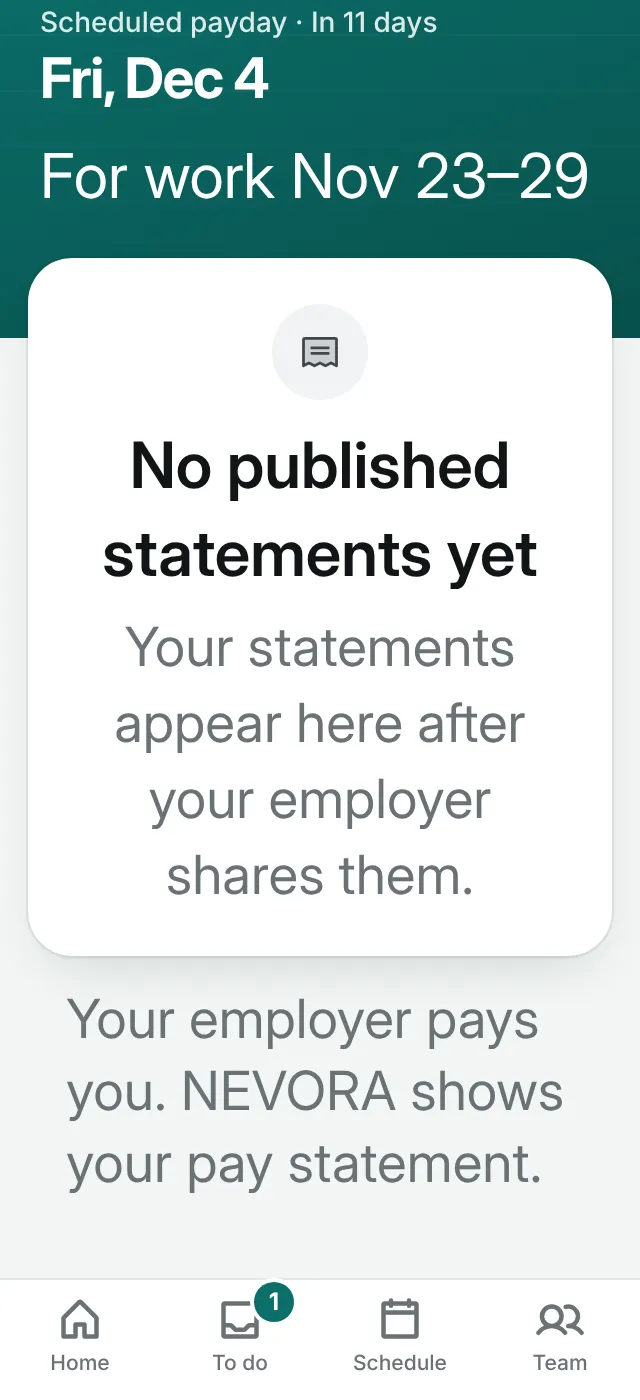 Scheduled payday · In 11 days
Fri, Dec 4
For work Nov 23–29
No published
statements yet
Your statements
appear here after
your employer
shares them.
Your employer pays
you. NEVORA shows
your pay statement.
1
Home
To do
Schedule
Team